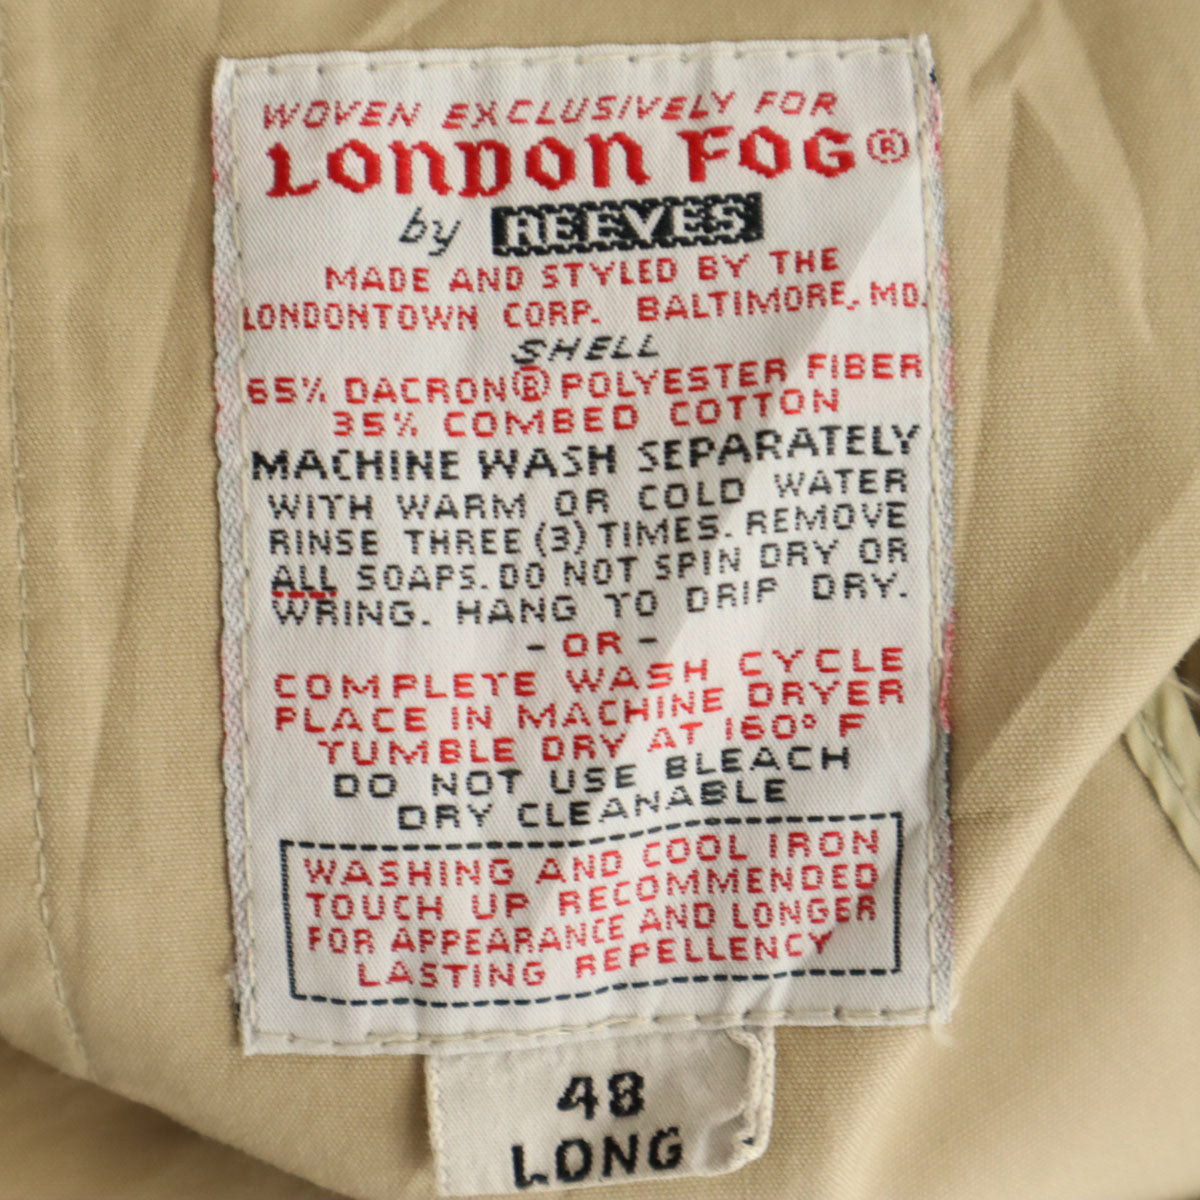 WOVEN EXCLUSIVELY FOR
LONDON FOG®
by REEVES
MADE AND STYLED BY THE
LONDONTOWN CORP. BALTIMORE, MD.
SHELL
65% DACRON® POLYESTER FIBER
35% COMBED COTTON
MACHINE WASH SEPARATELY
WITH WARM OR COLD WATER
RINSE THREE (3) TIMES. REMOVE
ALL SOAPS. DO NOT SPIN DRY OR
WRING. HANG TO DRIP DRY.
- OR -
COMPLETE WASH CYCLE
PLACE IN MACHINE DRYER
TUMBLE DRY AT 160° F
DO NOT USE BLEACH
DRY CLEANABLE
WASHING AND COOL IRON
TOUCH UP RECOMMENDED
FOR APPEARANCE AND LONGER
LASTING REPELLENCY
48
LONG